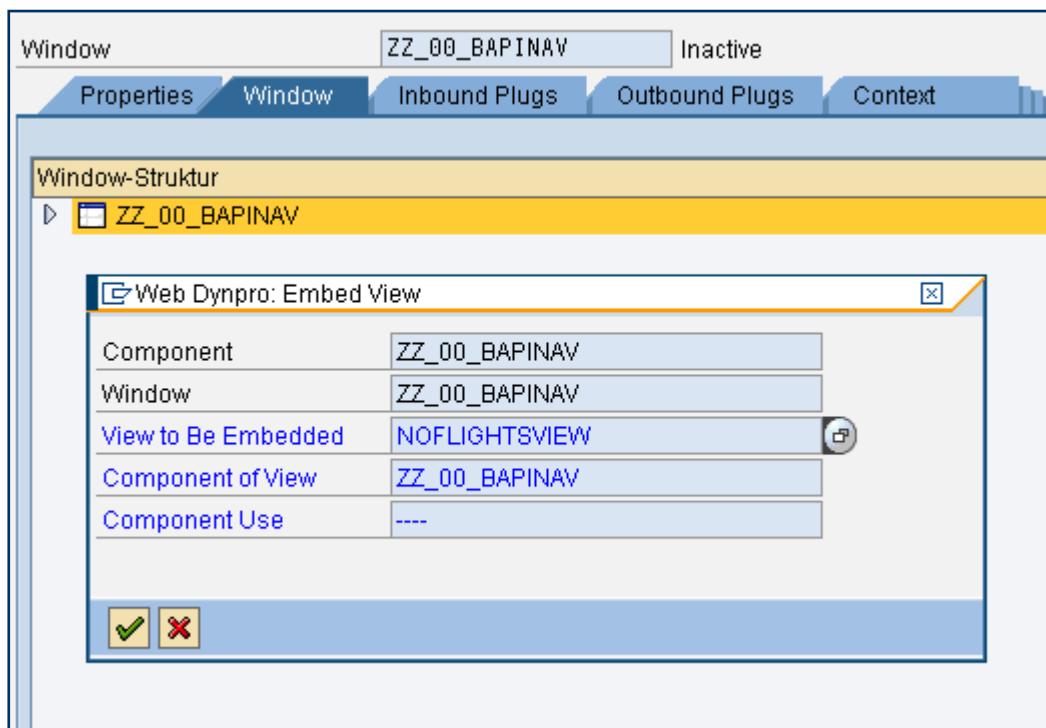 Window ZZ_00_BAPINAV Inactive
Properties Window Inbound Plugs Outbound Plugs Context
Window-Struktur
ZZ_00_BAPINAV
Web Dynpro: Embed View
Component ZZ_00_BAPINAV
Window ZZ_00_BAPINAV
View to Be Embedded NOFLIGHTSVIEW
Component of View ZZ_00_BAPINAV
Component Use ----